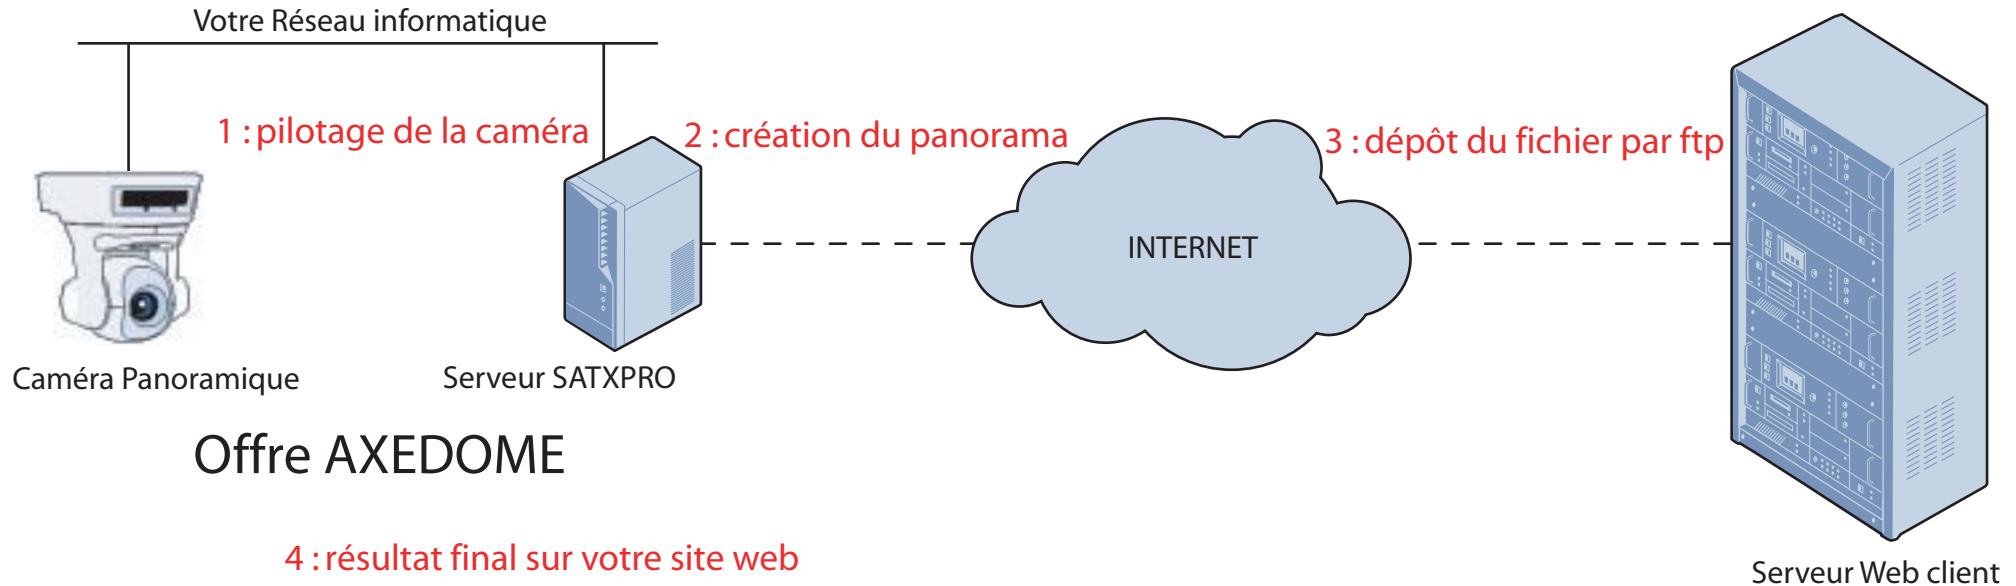 Votre Réseau informatique
1 : pilotage de la caméra
2 : création du panorama
3 : dépôt du fichier par ftp
INTERNET
Caméra Panoramique
Serveur SATXPRO
Offre AXEDOME
4 : résultat final sur votre site web
Serveur Web client